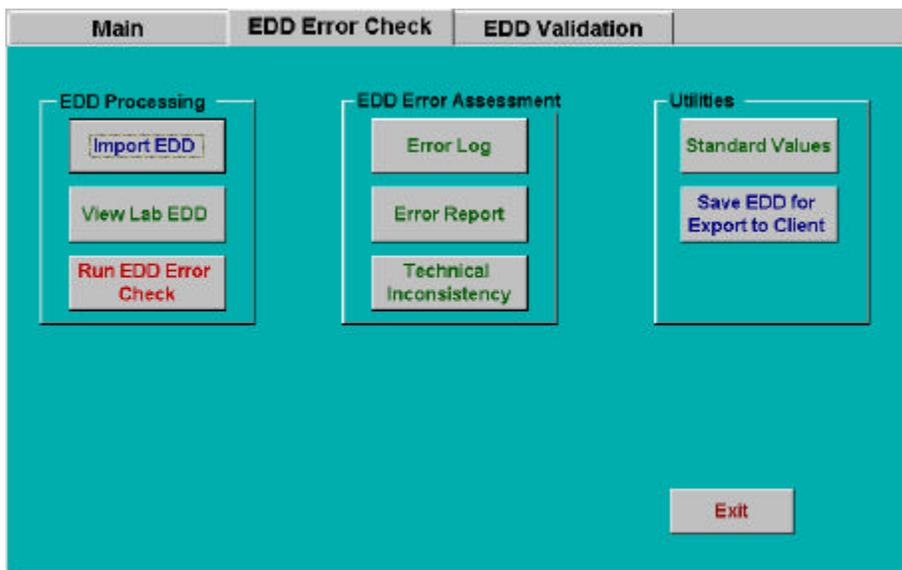 Main
EDD Error Check
EDD Validation
EDD Processing
Import EDD
View Lab EDD
Run EDD Error
Check
EDD Error Assessment
Error Log
Error Report
Technical
Inconsistency
Utilities
Standard Values
Save EDD for
Export to Client
Exit